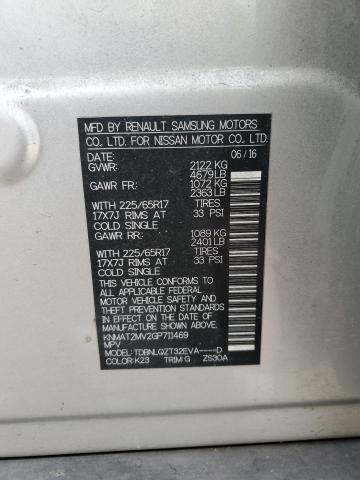 MFD BY RENAULT SAMSUNG MOTORS
CO., LTD. FOR NISSAN MOTOR CO., LTD.
DATE: 06/16
GVWR: 2122 KG
4679LB
GAWR FR: 1072 KG
2363LB
WITH 225/65R17 TIRES
17X7J RIMS AT 33 PSI
COLD SINGLE
GAWR RR: 1089 KG
2401LB
WITH 225/65R17 TIRES
17X7J RIMS AT 33 PSI
COLD SINGLE
THIS VEHICLE CONFORMS TO
ALL APPLICABLE FEDERAL
MOTOR VEHICLE SAFETY AND
THEFT PREVENTION STANDARDS
IN EFFECT ON THE DATE OF
MANUFACTURE SHOWN ABOVE.
KNMAT2MV2GP711469
MPV
MODEL: TDBNLQZT32EVA-----D
COLOR:K23 TRIM:G ZS30A